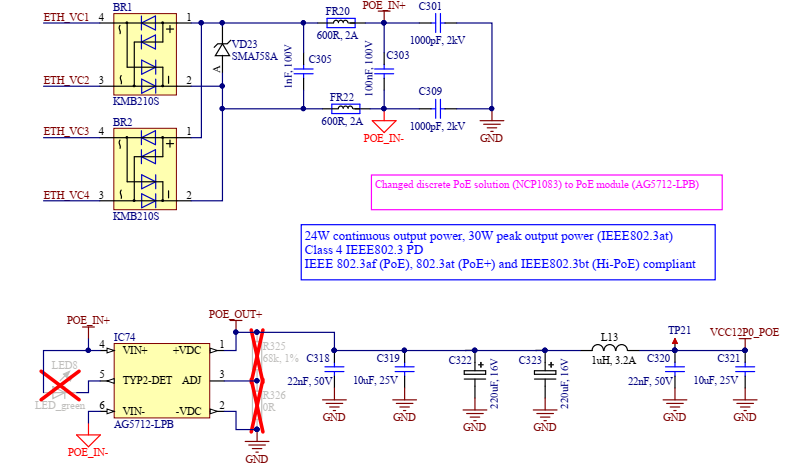 POE_IN+
BR1
FR20
C301
ETH_VC1 4 1
+
600R, 2A
1000pF, 2kV
VD23
SMAJ58A
A
C305
1nF, 100V
C303
100nF, 100V
ETH_VC2 3 2
KMB210S
C309
FR22
600R, 2A
1000pF, 2kV
BR2
ETH_VC3 4 1
+
POE_IN-
GND
ETH_VC4 3 2
KMB210S
Changed discrete PoE solution (NCP1083) to PoE module (AG5712-LPB)
24W continuous output power, 30W peak output power (IEEE802.3at)
Class 4 IEEE802.3 PD
IEEE 802.3af (PoE), 802.3at (PoE+) and IEEE802.3bt (Hi-PoE) compliant
POE_OUT+
POE_IN+
IC74
4 VIN+ +VDC 1
LED8
5 TYP2-DET ADJ 3
LED_green
6 VIN- -VDC 2
AG5712-LPB
POE_IN-
R325
68k, 1%
R326
0R
GND
C318
22nF, 50V
GND
C319
10uF, 25V
GND
C322
+
220uF, 16V
GND
C323
+
220uF, 16V
GND
L13
1uH, 3.2A
TP21
VCC12P0_POE
C320
22nF, 50V
GND
C321
10uF, 25V
GND